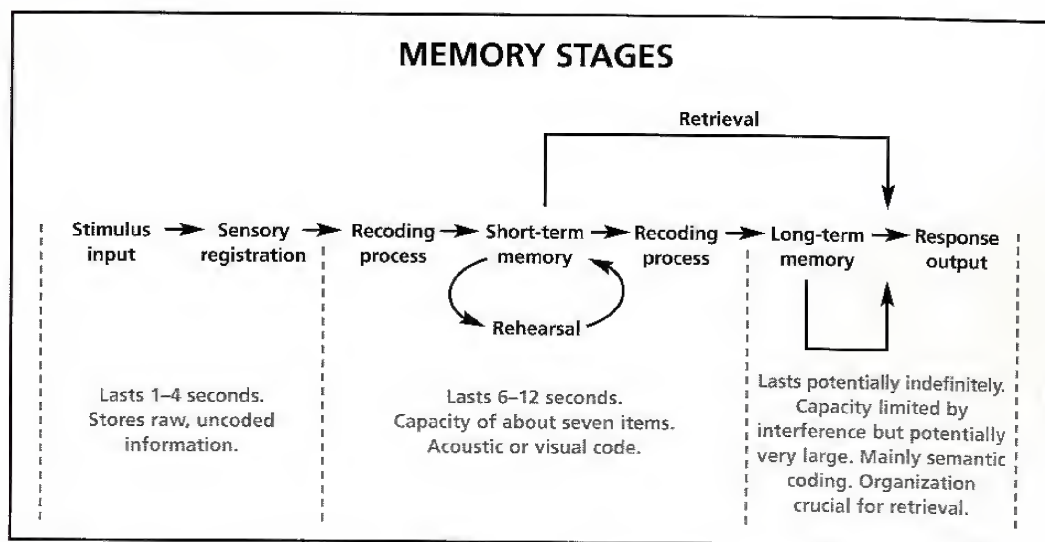 MEMORY STAGES
Retrieval
Stimulus
input
Sensory
registration
Recoding
process
Short-term
memory
Recoding
process
Long-term
memory
Response
output
Rehearsal
Lasts 1–4 seconds.
Stores raw, uncoded
information.
Lasts 6–12 seconds.
Capacity of about seven items.
Acoustic or visual code.
Lasts potentially indefinitely.
Capacity limited by
interference but potentially
very large. Mainly semantic
coding. Organization
crucial for retrieval.